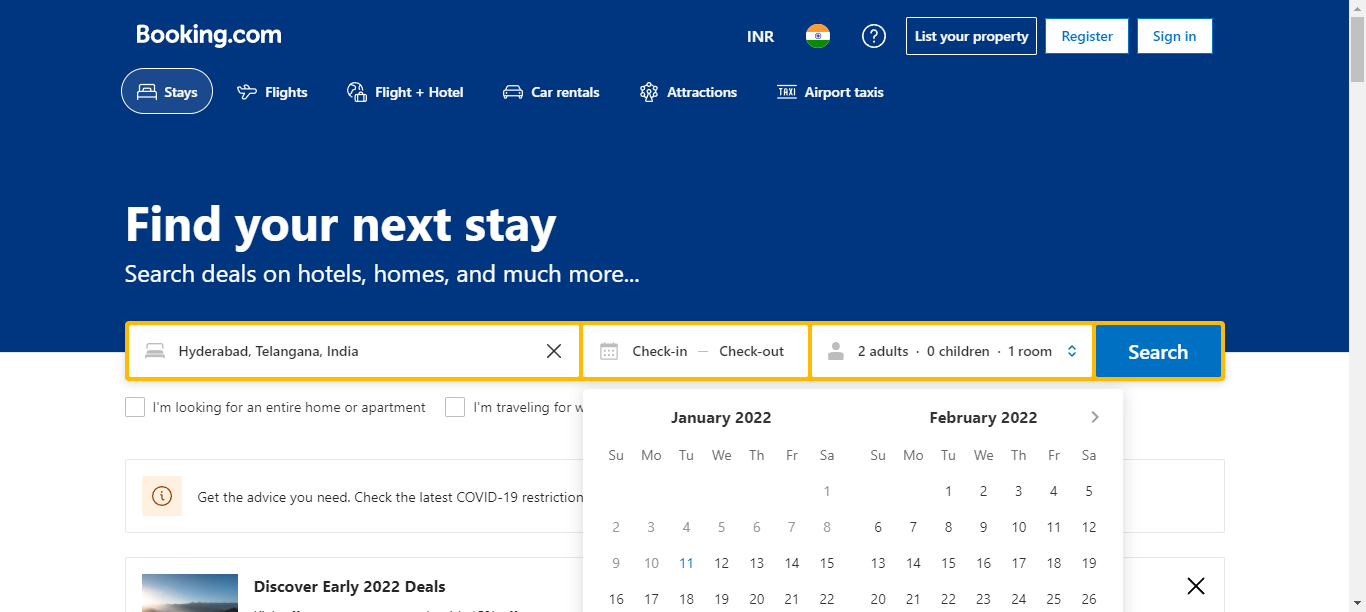 Booking.com
INR
List your property
Register
Sign in
Stays
Flights
Flight + Hotel
Car rentals
Attractions
TAXI
Airport taxis
Find your next stay
Search deals on hotels, homes, and much more...
Hyderabad, Telangana, India
Check-in — Check-out
2 adults · 0 children · 1 room
Search
I'm looking for an entire home or apartment
I'm traveling for
January 2022
Su Mo Tu We Th Fr Sa
1
2 3 4 5 6 7 8
9 10 11 12 13 14 15
16 17 18 19 20 21 22
February 2022
Su Mo Tu We Th Fr Sa
1 2 3 4 5
6 7 8 9 10 11 12
13 14 15 16 17 18 19
20 21 22 23 24 25 26
Get the advice you need. Check the latest COVID-19 restriction
Discover Early 2022 Deals